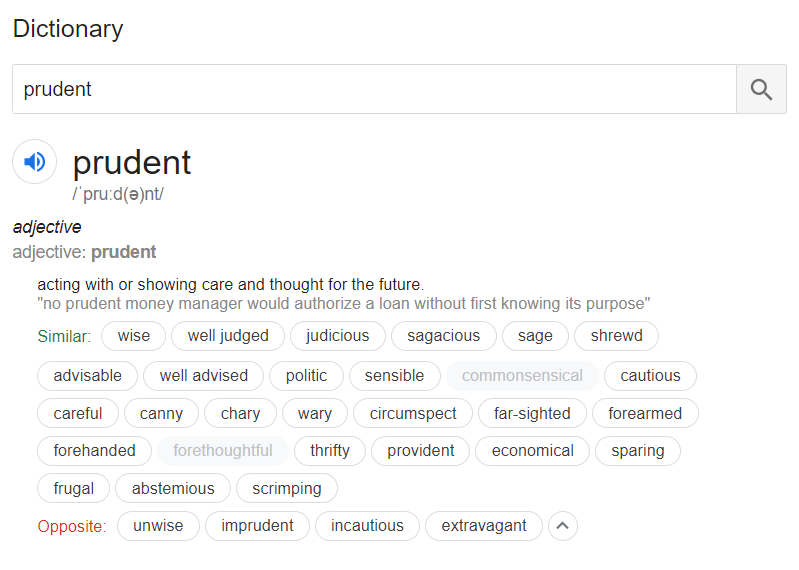 Dictionary
prudent
prudent
/ˈpruːd(ə)nt/
adjective
adjective: prudent
acting with or showing care and thought for the future.
"no prudent money manager would authorize a loan without first knowing its purpose"
Similar: wise well judged judicious sagacious sage shrewd
advisable well advised politic sensible commonsensical cautious
careful canny chary wary circumspect far-sighted forearmed
forehanded forethoughtful thrifty provident economical sparing
frugal abstemious scrimping
Opposite: unwise imprudent incautious extravagant